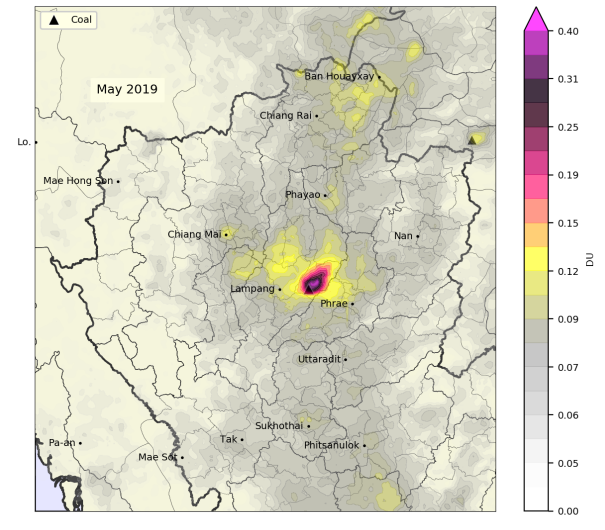 Coal
May 2019
Ban Houayxay
Chiang Rai
Lo.
Mae Hong Son
Phayao
Chiang Mai
Nan
Lampang
Phrae
Uttaradit
Sukhothai
Tak
Phitsanulok
Pa-an
Mae Sot
0.40
0.31
0.25
0.19
0.15
0.12
0.09
0.07
0.06
0.05
0.00
DU